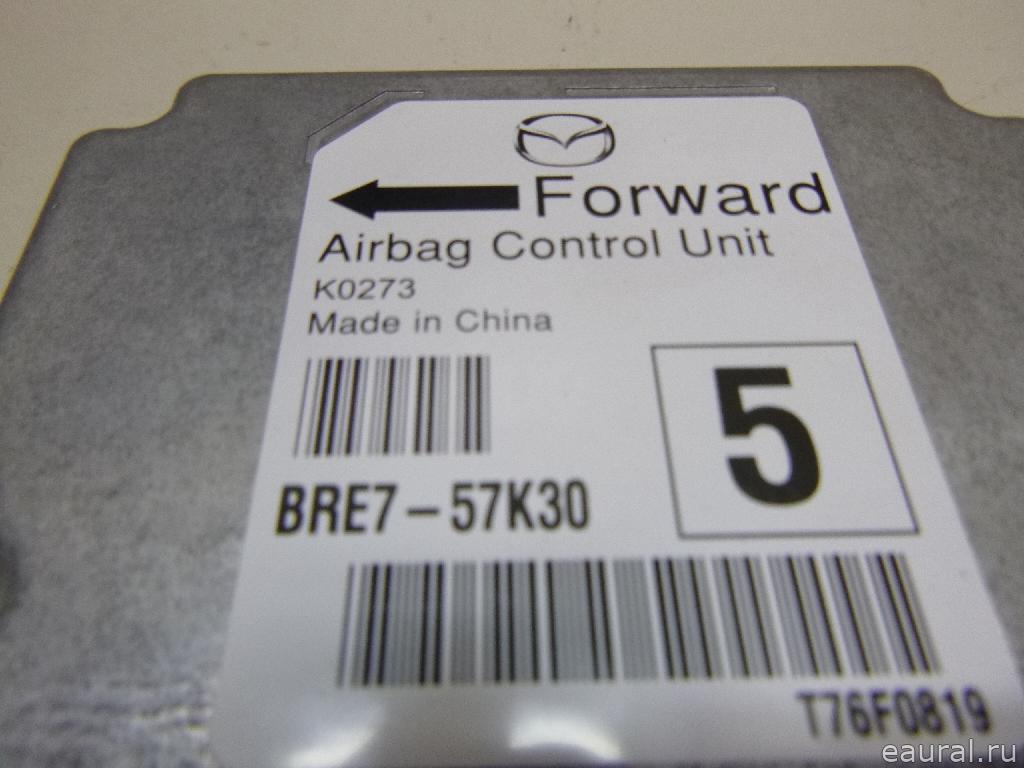 Forward
Airbag Control Unit
K0273
Made in China
5
BRE7-57K30
T76F0819
eaural.ru